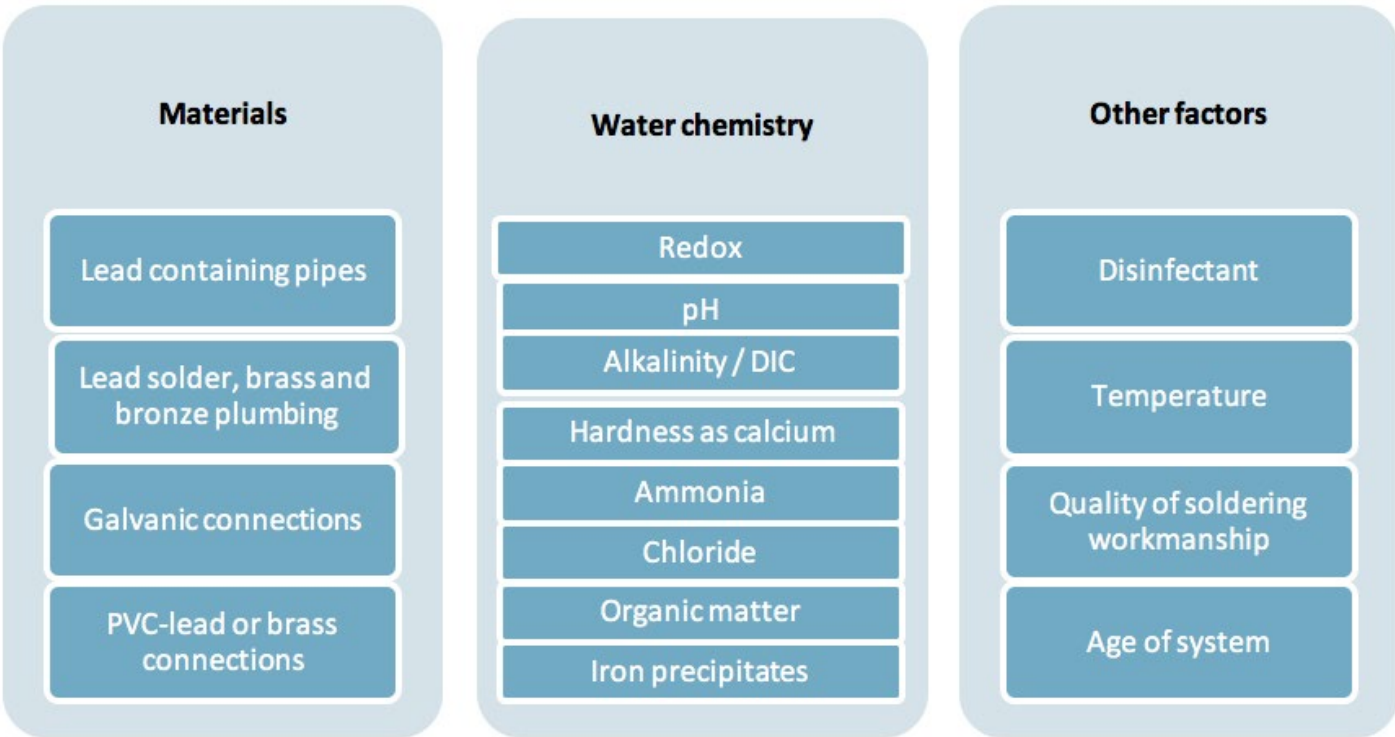 Materials
Lead containing pipes
Lead solder, brass and
bronze plumbing
Galvanic connections
PVC-lead or brass
connections
Water chemistry
Redox
pH
Alkalinity / DIC
Hardness as calcium
Ammonia
Chloride
Organic matter
Iron precipitates
Other factors
Disinfectant
Temperature
Quality of soldering
workmanship
Age of system